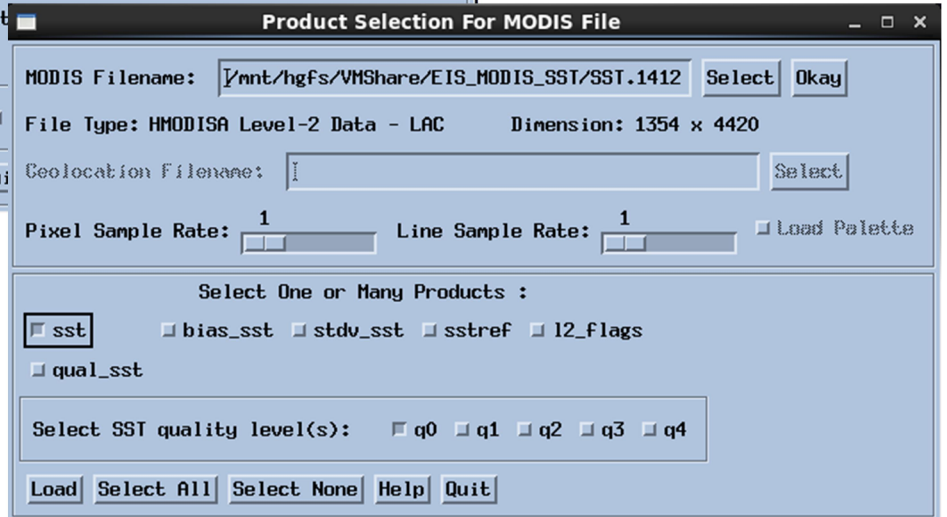 Product Selection For MODIS File
MODIS Filename: /mnt/hgfs/VMShare/EIS_MODIS_SST/SST.1412 Select Okay
File Type: HMODISA Level-2 Data - LAC Dimension: 1354 x 4420
Geolocation Filename: Select
1 1
Pixel Sample Rate: Line Sample Rate: Load Palette
Select One or Many Products :
sst bias_sst stdv_sst sstref l2_flags
qual_sst
Select SST quality level(s): q0 q1 q2 q3 q4
Load Select All Select None Help Quit